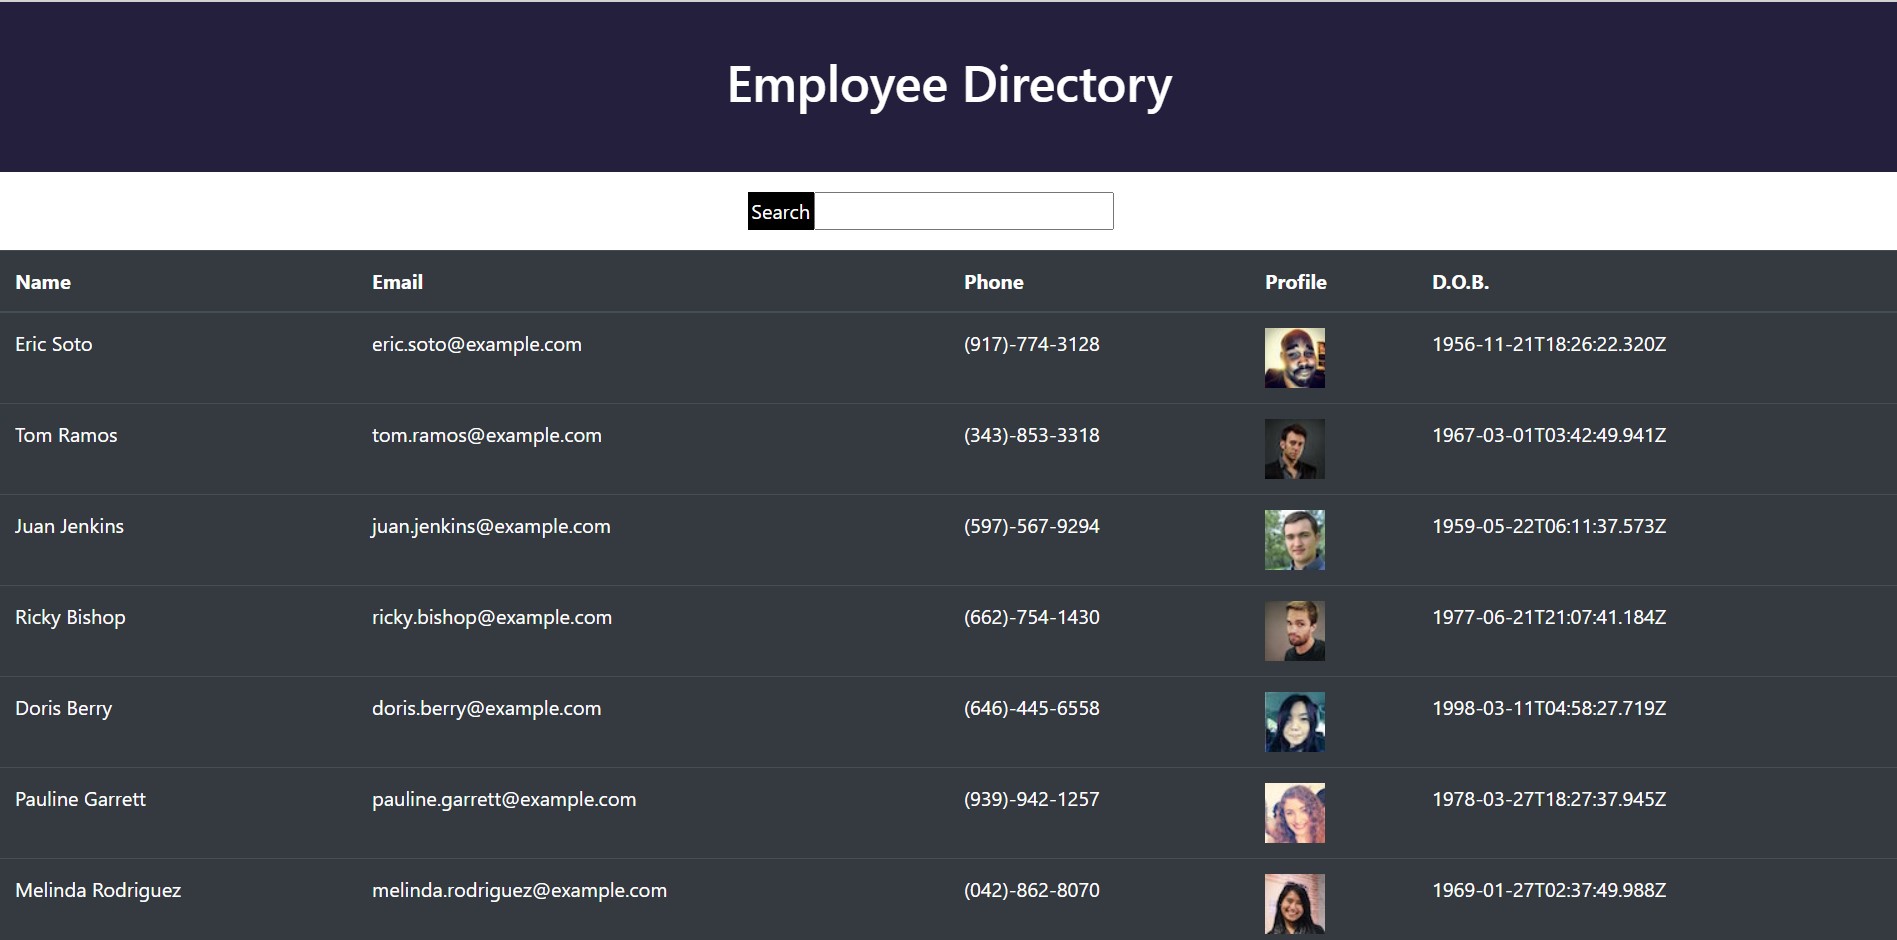 Employee Directory
Search
Name Email Phone Profile D.O.B.
Eric Soto eric.soto@example.com (917)-774-3128 1956-11-21T18:26:22.320Z
Tom Ramos tom.ramos@example.com (343)-853-3318 1967-03-01T03:42:49.941Z
Juan Jenkins juan.jenkins@example.com (597)-567-9294 1959-05-22T06:11:37.573Z
Ricky Bishop ricky.bishop@example.com (662)-754-1430 1977-06-21T21:07:41.184Z
Doris Berry doris.berry@example.com (646)-445-6558 1998-03-11T04:58:27.719Z
Pauline Garrett pauline.garrett@example.com (939)-942-1257 1978-03-27T18:27:37.945Z
Melinda Rodriguez melinda.rodriguez@example.com (042)-862-8070 1969-01-27T02:37:49.988Z